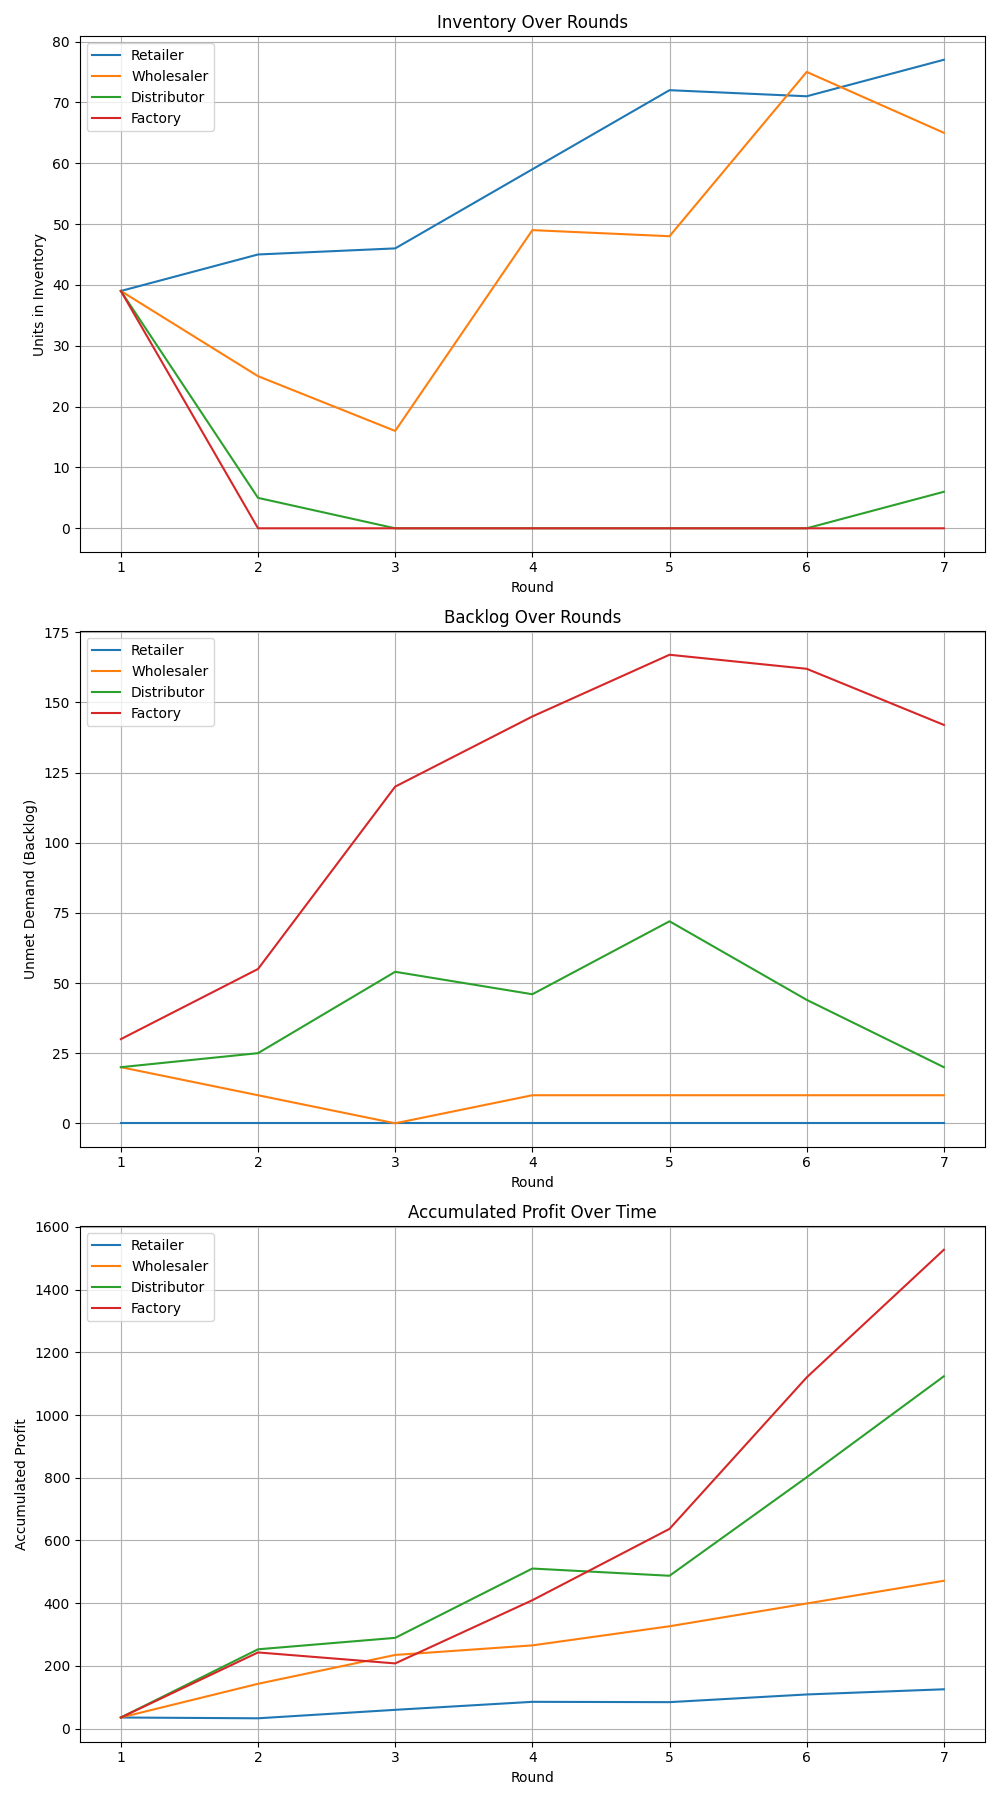 Inventory Over Rounds
Retailer
Wholesaler
Distributor
Factory
Units in Inventory
80
70
60
50
40
30
20
10
0
1 2 3 4 5 6 7
Round
Backlog Over Rounds
Retailer
Wholesaler
Distributor
Factory
Unmet Demand (Backlog)
175
150
125
100
75
50
25
0
1 2 3 4 5 6 7
Round
Accumulated Profit Over Time
Retailer
Wholesaler
Distributor
Factory
Accumulated Profit
1600
1400
1200
1000
800
600
400
200
0
1 2 3 4 5 6 7
Round